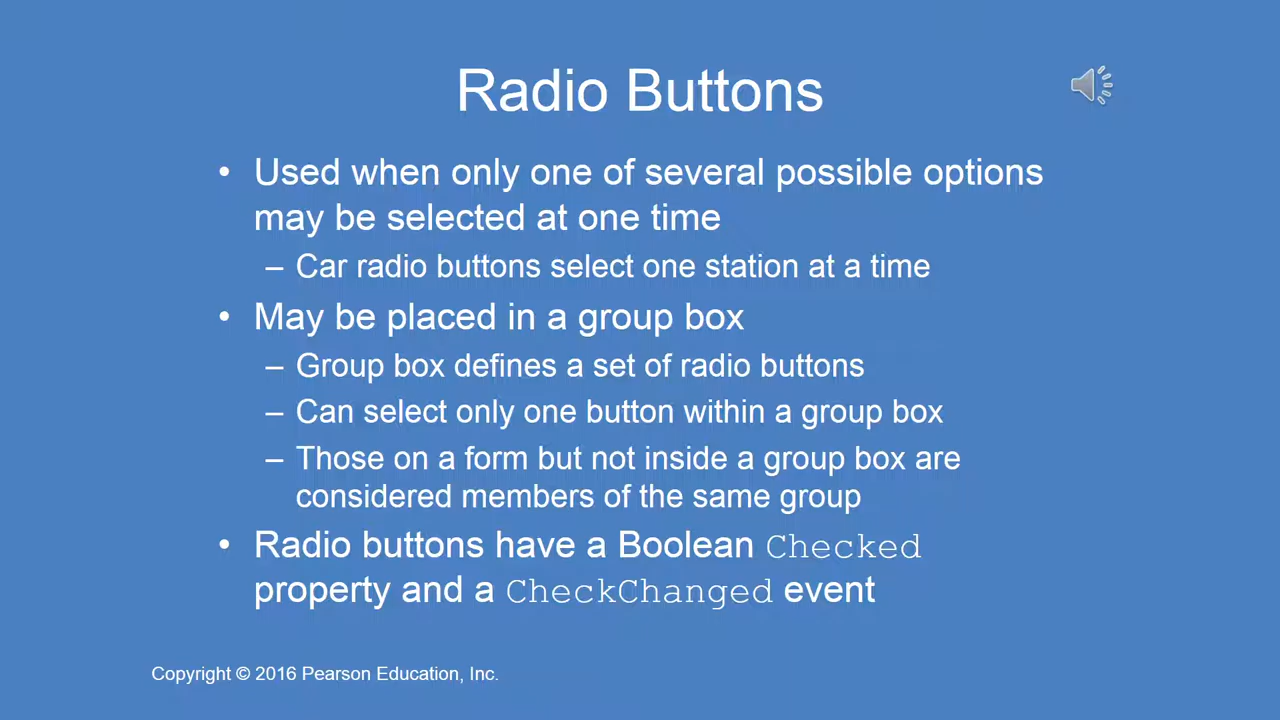 Radio Buttons
• Used when only one of several possible options
may be selected at one time
– Car radio buttons select one station at a time
• May be placed in a group box
– Group box defines a set of radio buttons
– Can select only one button within a group box
– Those on a form but not inside a group box are
considered members of the same group
• Radio buttons have a Boolean Checked
property and a CheckChanged event
Copyright © 2016 Pearson Education, Inc.